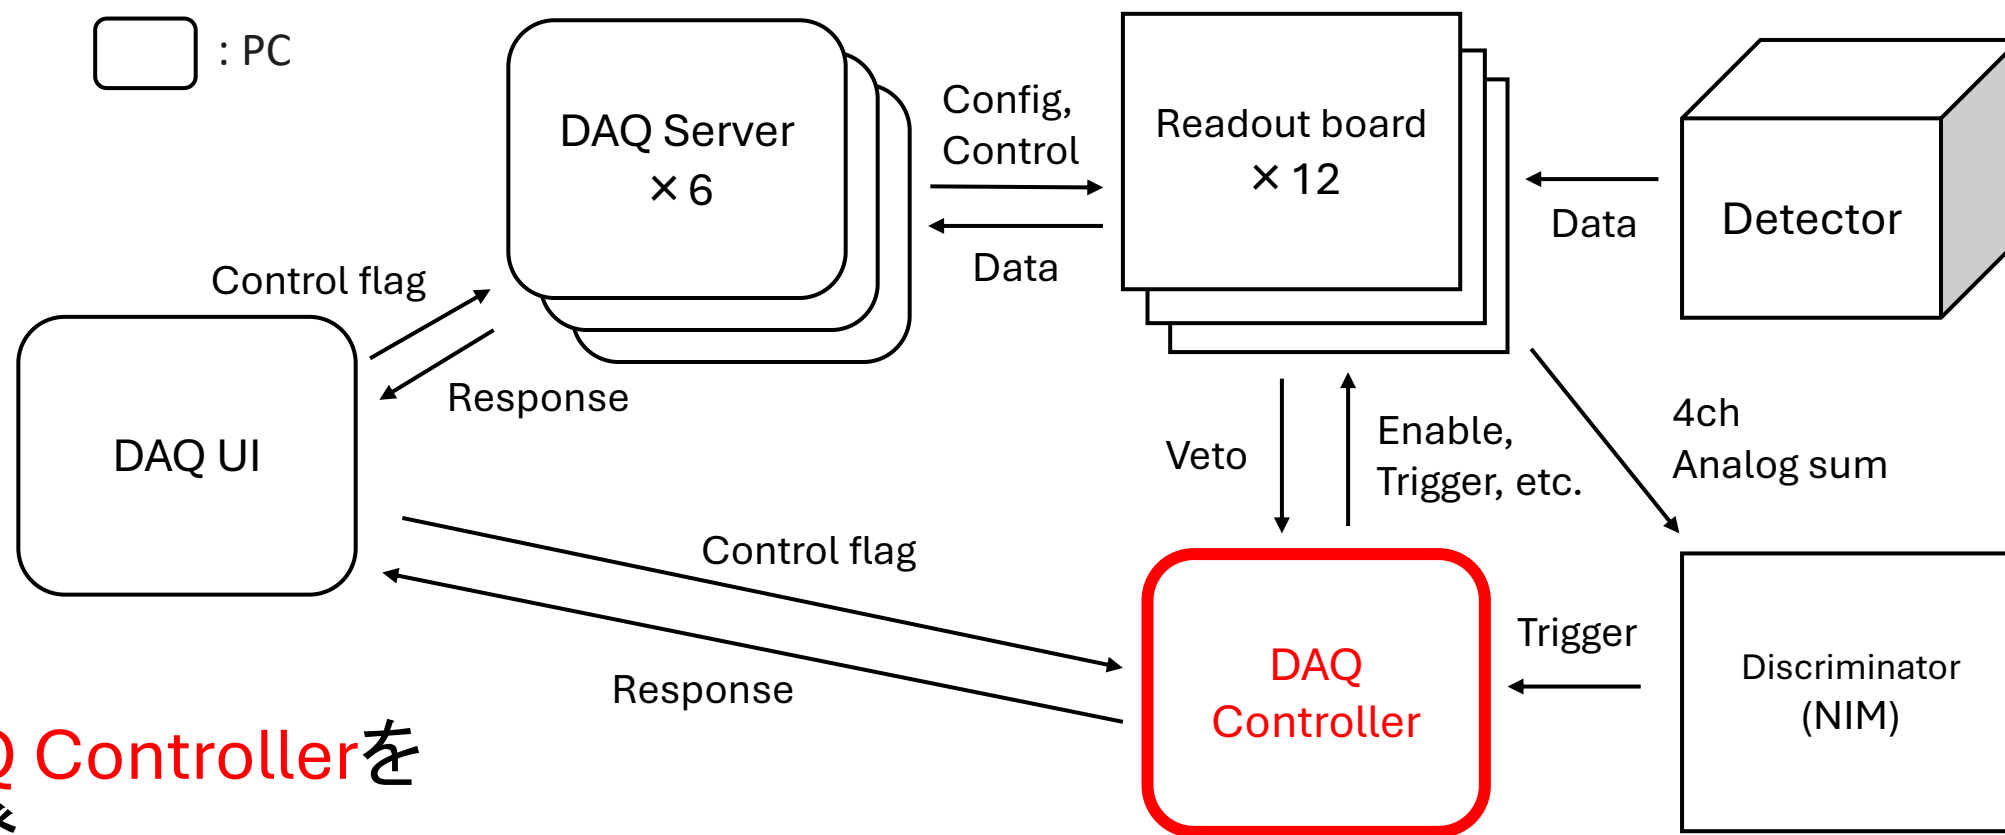 : PC
DAQ Server
× 6
Config,
Control
Data
Readout board
× 12
Data
Detector
Control flag
Response
DAQ UI
Veto
Enable,
Trigger, etc.
4ch
Analog sum
Control flag
Response
DAQ
Controller
Trigger
Discriminator
(NIM)
Controllerを